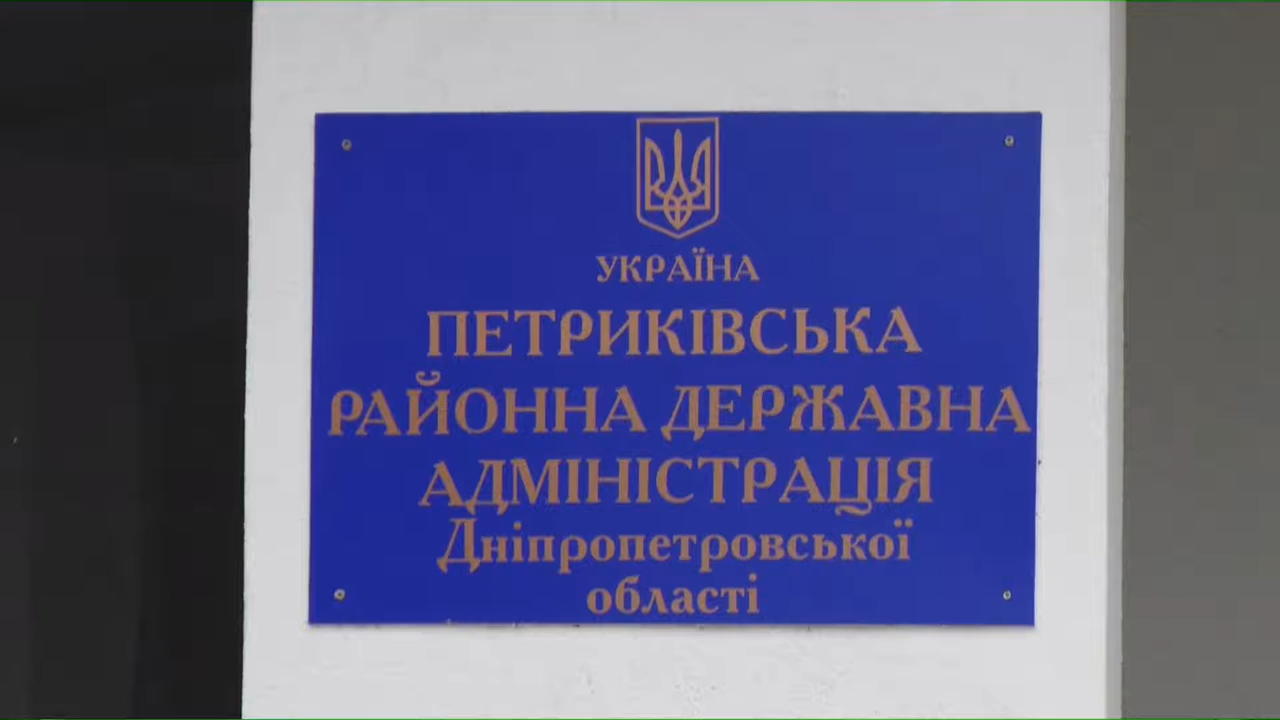 УКРАЇНА
ПЕТРИКІВСЬКА
РАЙОННА ДЕРЖАВНА
АДМІНІСТРАЦІЯ
Дніпропетровської
області